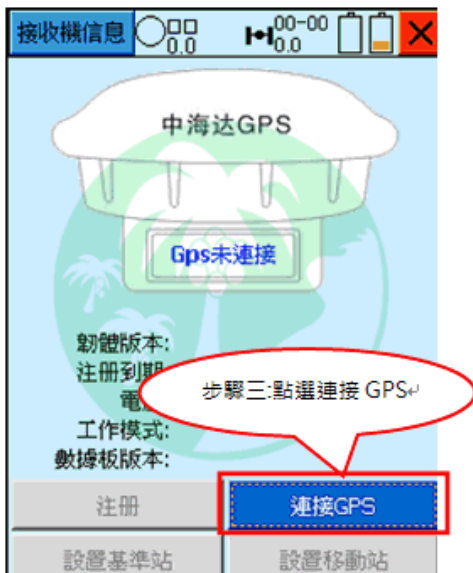 接收機信息 0.0 00-00 0.0
中海达GPS
Gps未連接
韌體版本:
注册到期
步驟三:點選連接 GPS↵
工作模式:
數據板版本:
注册 連接GPS
設置基準站 設置移動站